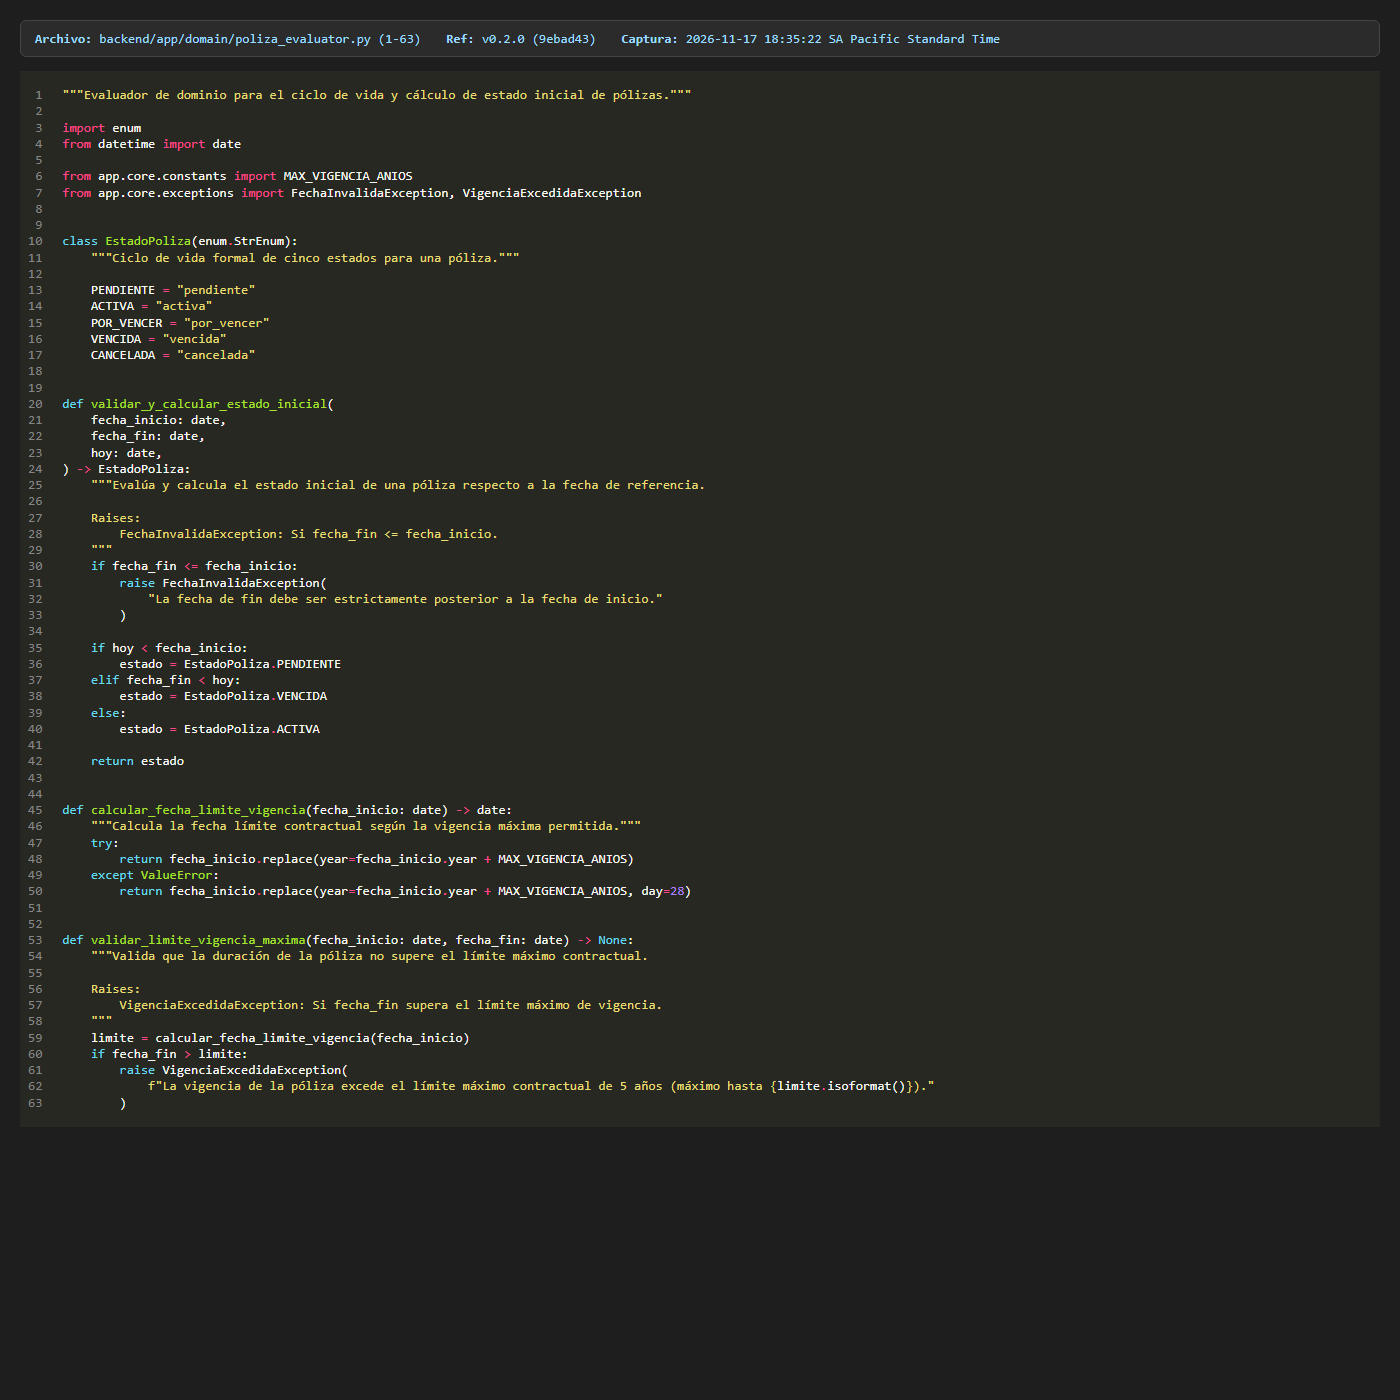 Archivo: backend/app/domain/poliza_evaluator.py (1-63) Ref: v0.2.0 (9ebad43) Captura: 2026-11-17 18:35:22 SA Pacific Standard Time
1 """Evaluador de dominio para el ciclo de vida y cálculo de estado inicial de pólizas."""
2
3 import enum
4 from datetime import date
5
6 from app.core.constants import MAX_VIGENCIA_ANIOS
7 from app.core.exceptions import FechaInvalidaException, VigenciaExcedidaException
8
9
10 class EstadoPoliza(enum.StrEnum):
11     """Ciclo de vida formal de cinco estados para una póliza."""
12
13     PENDIENTE = "pendiente"
14     ACTIVA = "activa"
15     POR_VENCER = "por_vencer"
16     VENCIDA = "vencida"
17     CANCELADA = "cancelada"
18
19
20 def validar_y_calcular_estado_inicial(
21     fecha_inicio: date,
22     fecha_fin: date,
23     hoy: date,
24 ) -> EstadoPoliza:
25     """Evalúa y calcula el estado inicial de una póliza respecto a la fecha de referencia.
26
27     Raises:
28         FechaInvalidaException: Si fecha_fin <= fecha_inicio.
29     """
30     if fecha_fin <= fecha_inicio:
31         raise FechaInvalidaException(
32             "La fecha de fin debe ser estrictamente posterior a la fecha de inicio."
33         )
34
35     if hoy < fecha_inicio:
36         estado = EstadoPoliza.PENDIENTE
37     elif fecha_fin < hoy:
38         estado = EstadoPoliza.VENCIDA
39     else:
40         estado = EstadoPoliza.ACTIVA
41
42     return estado
43
44
45 def calcular_fecha_limite_vigencia(fecha_inicio: date) -> date:
46     """Calcula la fecha límite contractual según la vigencia máxima permitida."""
47     try:
48         return fecha_inicio.replace(year=fecha_inicio.year + MAX_VIGENCIA_ANIOS)
49     except ValueError:
50         return fecha_inicio.replace(year=fecha_inicio.year + MAX_VIGENCIA_ANIOS, day=28)
51
52
53 def validar_limite_vigencia_maxima(fecha_inicio: date, fecha_fin: date) -> None:
54     """Valida que la duración de la póliza no supere el límite máximo contractual.
55
56     Raises:
57         VigenciaExcedidaException: Si fecha_fin supera el límite máximo de vigencia.
58     """
59     limite = calcular_fecha_limite_vigencia(fecha_inicio)
60     if fecha_fin > limite:
61         raise VigenciaExcedidaException(
62             f"La vigencia de la póliza excede el límite máximo contractual de 5 años (máximo hasta {limite.isoformat()})."
63         )